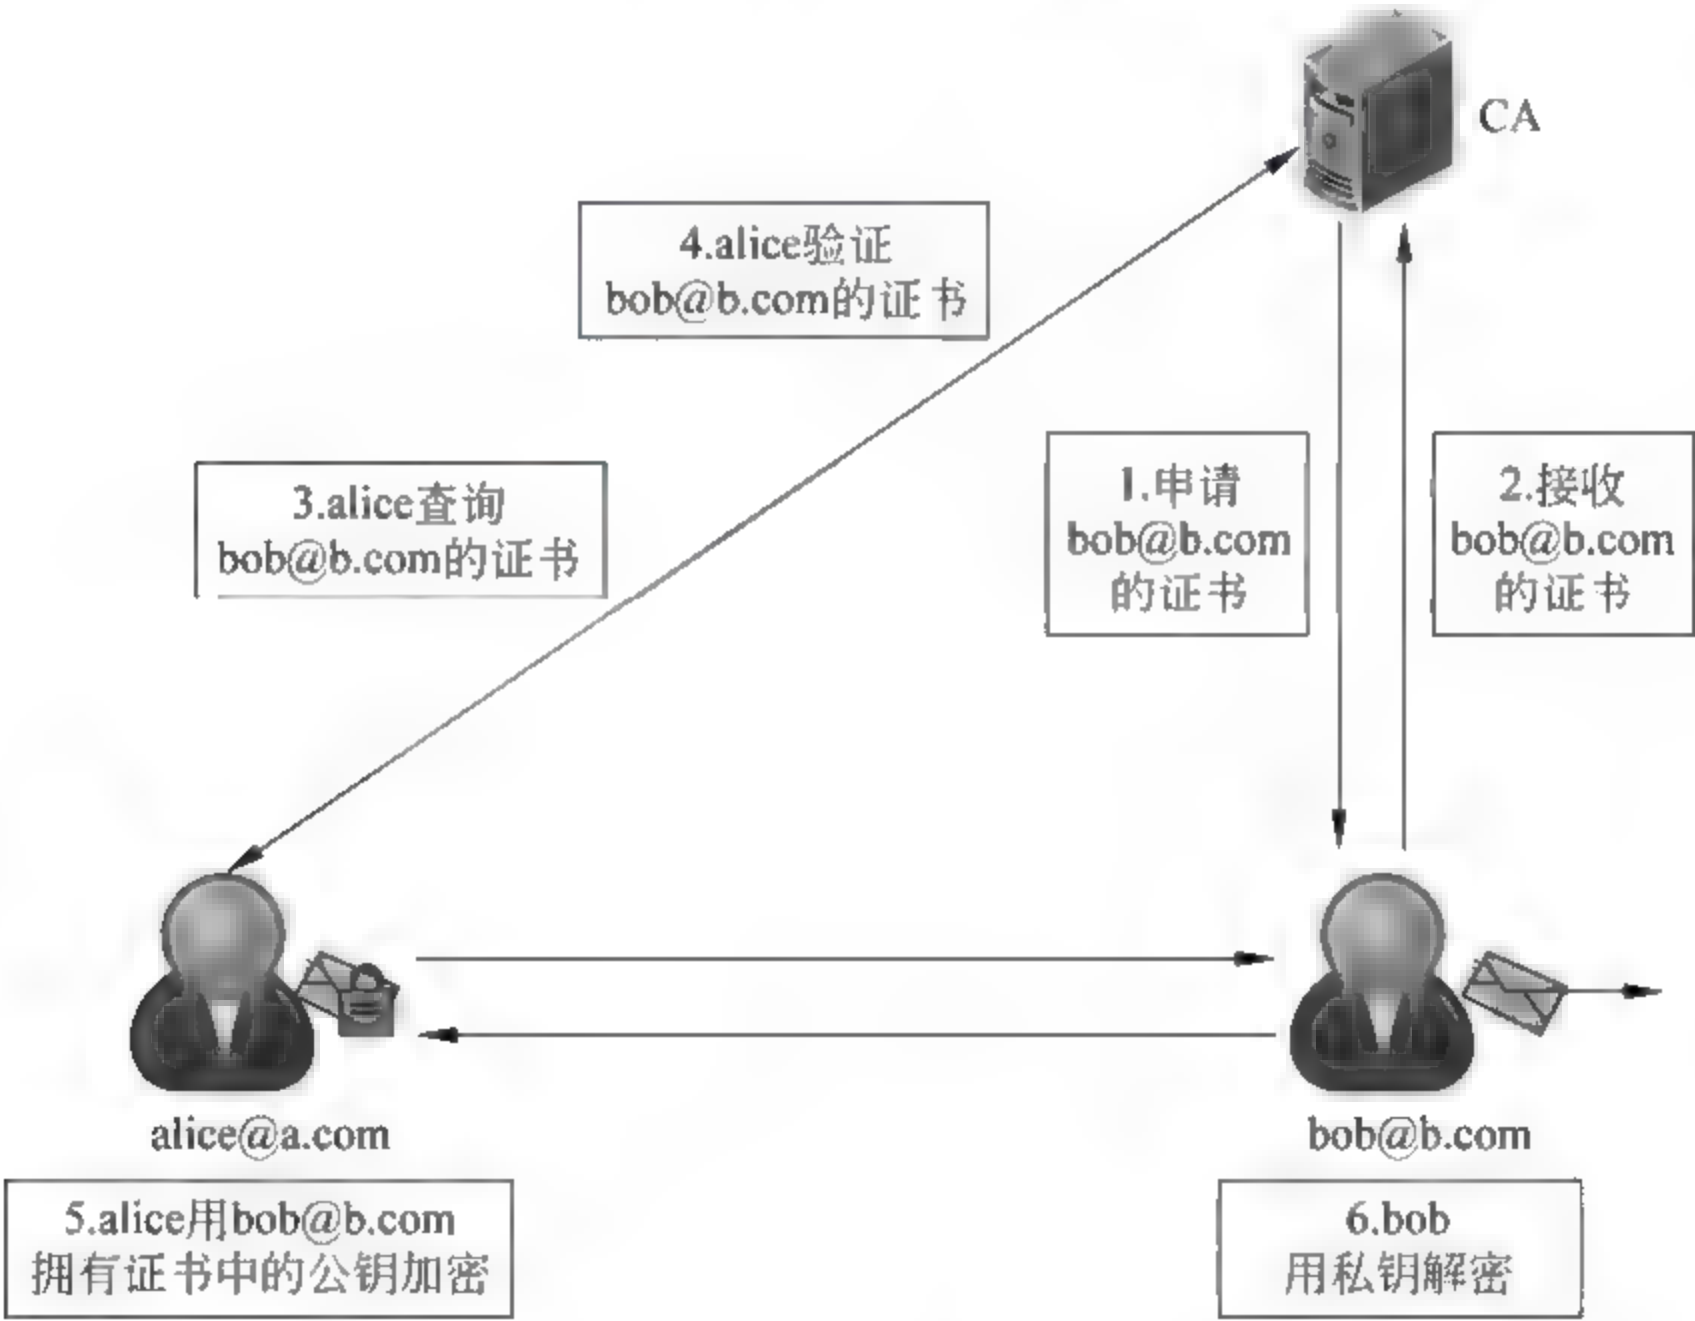 CA
4.alice验证
bob@b.com的证书
3.alice查询
bob@b.com的证书
1.申请
bob@b.com
的证书
2.接收
bob@b.com
的证书
alice@a.com
bob@b.com
5.alice用bob@b.com
拥有证书中的公钥加密
6.bob
用私钥解密